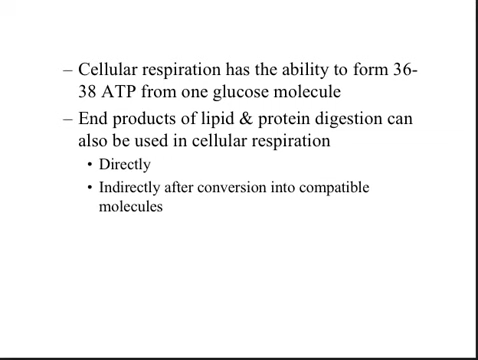 – Cellular respiration has the ability to form 36-
38 ATP from one glucose molecule
– End products of lipid & protein digestion can
also be used in cellular respiration
• Directly
• Indirectly after conversion into compatible
molecules